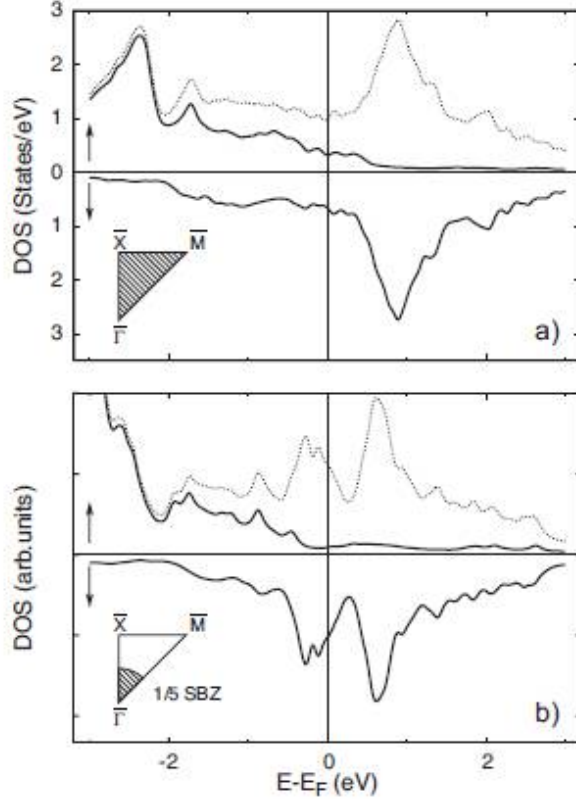 3
2
1
0
1
2
3
DOS (States/eV)
X̅
M̅
Γ̅
a)
DOS (arb.units)
X̅
M̅
Γ̅
1/5 SBZ
b)
-2
0
2
E-E_F (eV)